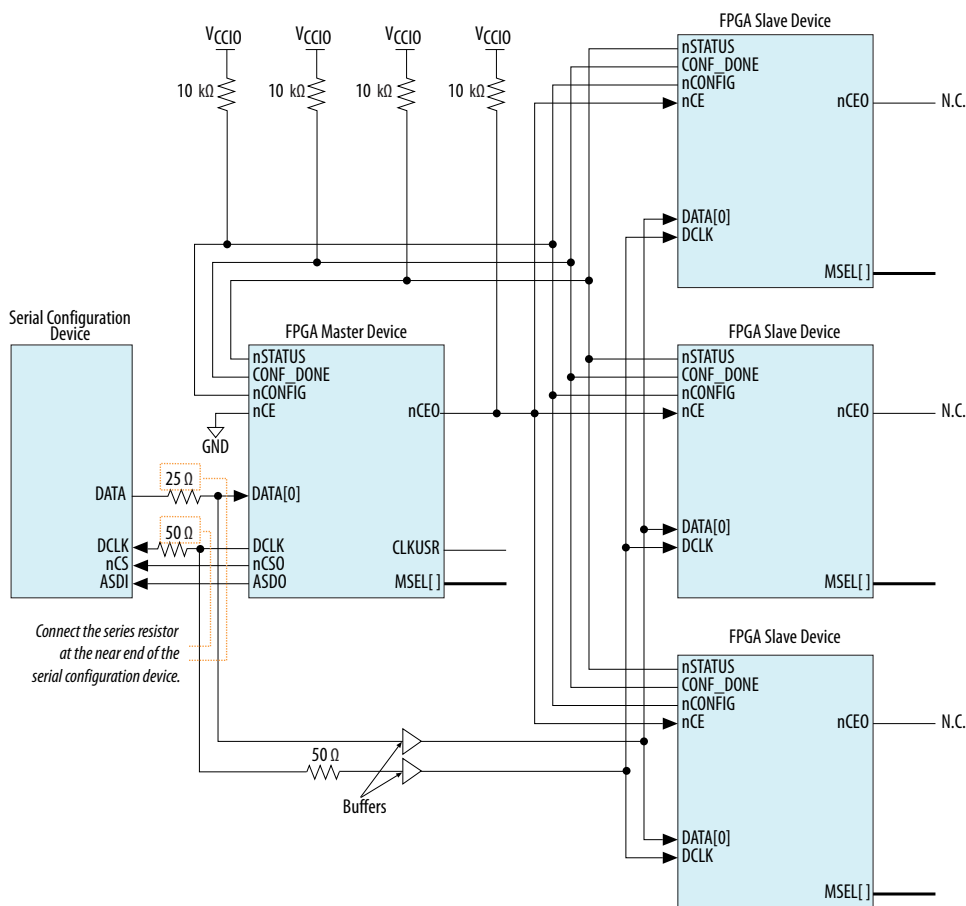 VCCIO
VCCIO
VCCIO
VCCIO
10 kΩ
10 kΩ
10 kΩ
10 kΩ
FPGA Slave Device
nSTATUS
CONF_DONE
nCONFIG
nCE
nCEO
N.C.
DATA[0]
DCLK
MSEL[ ]
Serial Configuration
Device
DATA
DCLK
nCS
ASDI
25 Ω
50 Ω
FPGA Master Device
nSTATUS
CONF_DONE
nCONFIG
nCE
GND
nCEO
DATA[0]
DCLK
nCSO
ASDO
CLKUSR
MSEL[ ]
FPGA Slave Device
nSTATUS
CONF_DONE
nCONFIG
nCE
nCEO
N.C.
DATA[0]
DCLK
MSEL[ ]
Connect the series resistor
at the near end of the
serial configuration device.
50 Ω
Buffers
FPGA Slave Device
nSTATUS
CONF_DONE
nCONFIG
nCE
nCEO
N.C.
DATA[0]
DCLK
MSEL[ ]